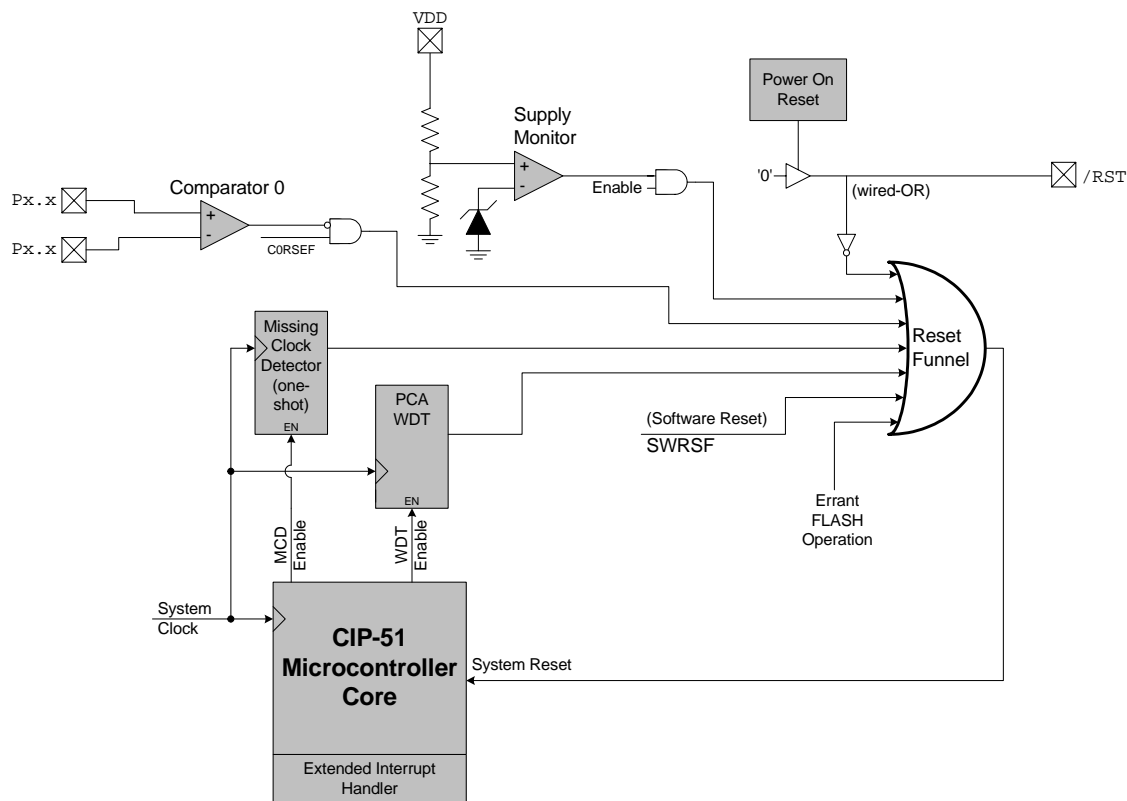 VDD
Power On
Reset
Supply
Monitor
+
-
Enable
'0'
(wired-OR)
/RST
Comparator 0
Px.x
+
-
Px.x
C0RSEF
Missing
Clock
Detector
(one-
shot)
EN
PCA
WDT
EN
Reset
Funnel
(Software Reset)
SWRSF
Errant
FLASH
Operation
MCD
Enable
WDT
Enable
System
Clock
CIP-51
Microcontroller
Core
System Reset
Extended Interrupt
Handler